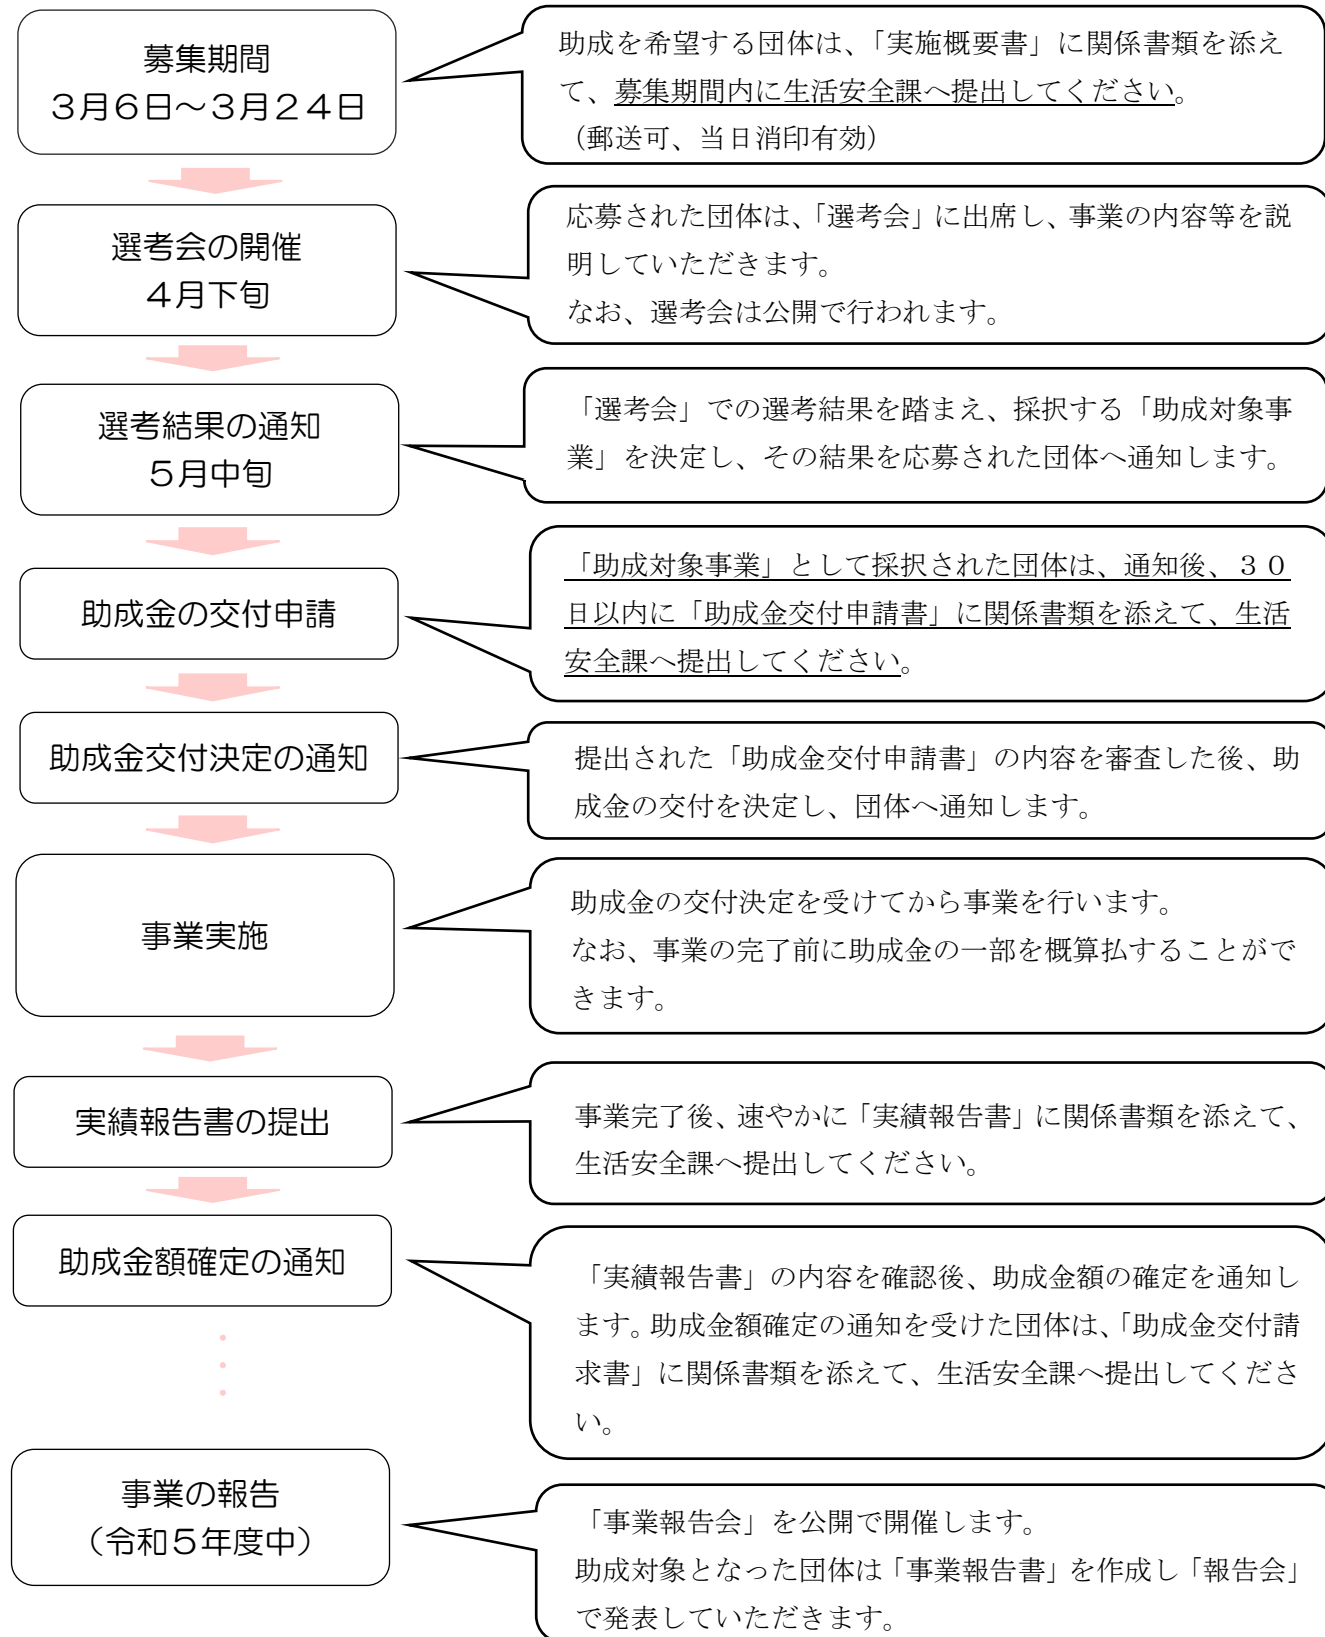 募集期間
３月６日～３月２４日
助成を希望する団体は、「実施概要書」に関係書類を添え
て、募集期間内に生活安全課へ提出してください。
（郵送可、当日消印有効）
選考会の開催
４月下旬
応募された団体は、「選考会」に出席し、事業の内容等を説
明していただきます。
なお、選考会は公開で行われます。
選考結果の通知
５月中旬
「選考会」での選考結果を踏まえ、採択する「助成対象事
業」を決定し、その結果を応募された団体へ通知します。
助成金の交付申請
「助成対象事業」として採択された団体は、通知後、３０
日以内に「助成金交付申請書」に関係書類を添えて、生活
安全課へ提出してください。
助成金交付決定の通知
提出された「助成金交付申請書」の内容を審査した後、助
成金の交付を決定し、団体へ通知します。
事業実施
助成金の交付決定を受けてから事業を行います。
なお、事業の完了前に助成金の一部を概算払することがで
きます。
実績報告書の提出
事業完了後、速やかに「実績報告書」に関係書類を添えて、
生活安全課へ提出してください。
助成金額確定の通知
「実績報告書」の内容を確認後、助成金額の確定を通知し
ます。助成金額確定の通知を受けた団体は、「助成金交付請
求書」に関係書類を添えて、生活安全課へ提出してくださ
い。
事業の報告
（令和５年度中）
「事業報告会」を公開で開催します。
助成対象となった団体は「事業報告書」を作成し「報告会」
で発表していただきます。